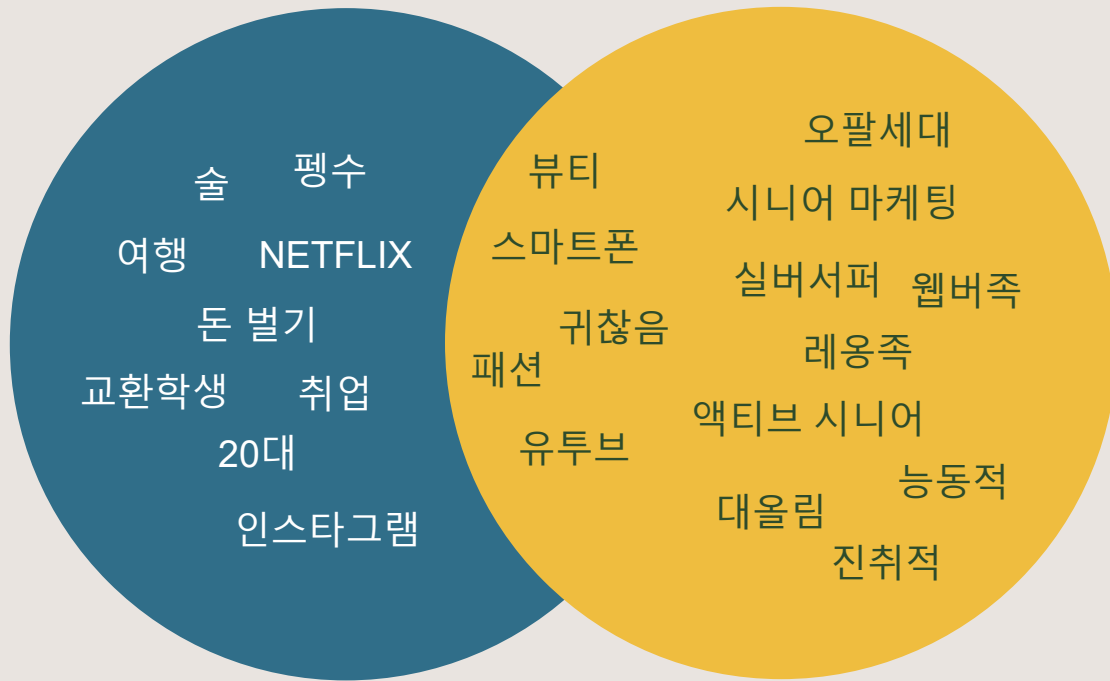 술
펭수
여행
NETFLIX
돈 벌기
교환학생
취업
20대
인스타그램
뷰티
스마트폰
귀찮음
패션
유투브
오팔세대
시니어 마케팅
실버서퍼
웹버족
레옹족
액티브 시니어
능동적
대올림
진취적